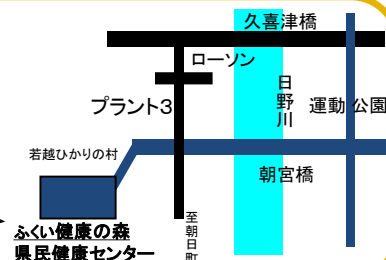 久喜津橋
ローソン
プラント3
日野川
運動公園
若越ひかりの村
朝宮橋
ふくい健康の森
県民健康センター
至朝日町